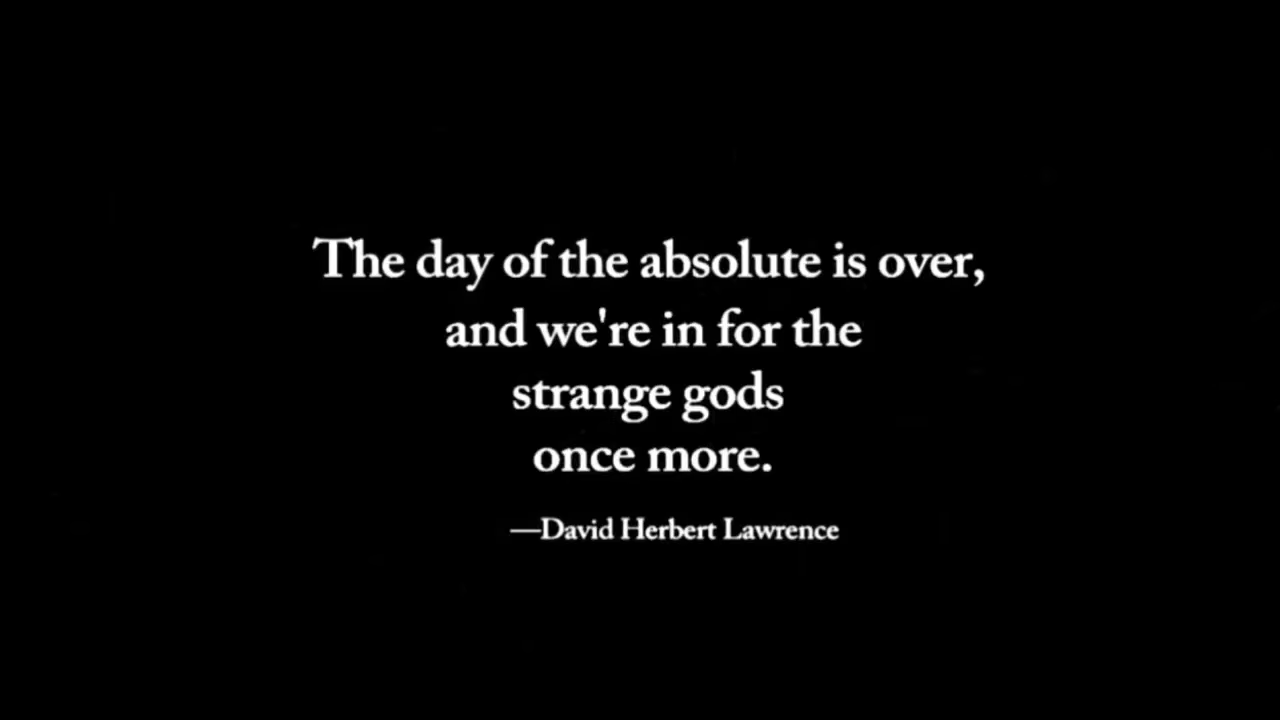 The day of the absolute is over,
and we're in for the
strange gods
once more.
—David Herbert Lawrence